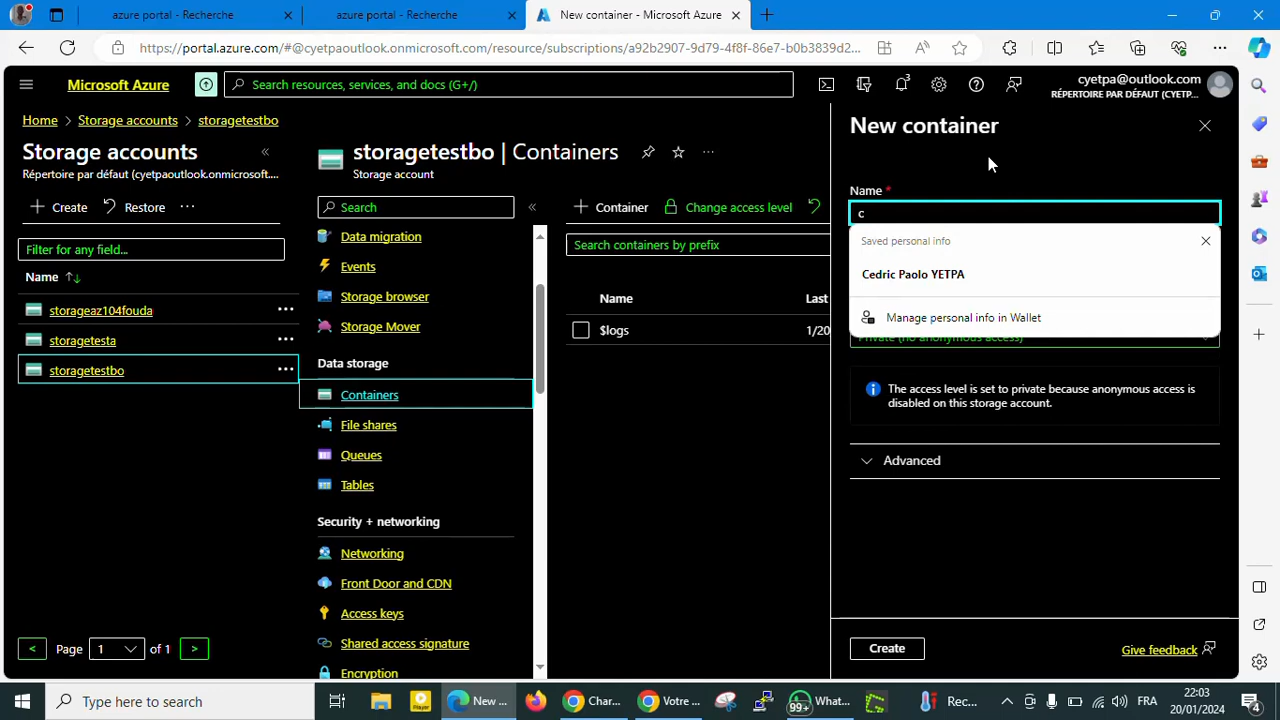 azure portal - Recherche
azure portal - Recherche
New container - Microsoft Azure
https://portal.azure.com/#@cyetpaoutlook.onmicrosoft.com/resource/subscriptions/a92b2907-9d79-4f8f-86e7-b0b3839d2...
Microsoft Azure
Search resources, services, and docs (G+/)
3
cyetpa@outlook.com
RÉPERTOIRE PAR DÉFAUT (CYETP...
Home > Storage accounts > storagetestbo
Storage accounts
Répertoire par défaut (cyetpaoutlook.onmicrosoft....
Create
Restore
Filter for any field...
Name
storageaz104fouda
storagetesta
storagetestbo
< Page 1 of 1 >
storagetestbo | Containers
Storage account
Search
Data migration
Events
Storage browser
Storage Mover
Data storage
Containers
File shares
Queues
Tables
Security + networking
Networking
Front Door and CDN
Access keys
Shared access signature
Encryption
Container
Change access level
Search containers by prefix
Name
Last
$logs
1/20
New container
Name *
c
Saved personal info
Cedric Paolo YETPA
Manage personal info in Wallet
Private (no anonymous access)
The access level is set to private because anonymous access is
disabled on this storage account.
Advanced
Create
Give feedback
Type here to search
Player
New ...
Char...
Votre ...
99+
What...
Rec...
FRA
22:03
20/01/2024
4